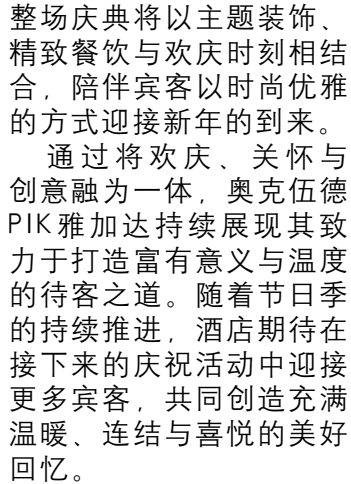 整场庆典将以主题装饰、
精致餐饮与欢庆时刻相结
合，陪伴宾客以时尚优雅
的方式迎接新年的到来。
通过将欢庆、关怀与
创意融为一体，奥克伍德
PIK雅加达持续展现其致
力于打造富有意义与温度
的待客之道。随着节日季
的持续推进，酒店期待在
接下来的庆祝活动中迎接
更多宾客，共同创造充满
温暖、连结与喜悦的美好
回忆。